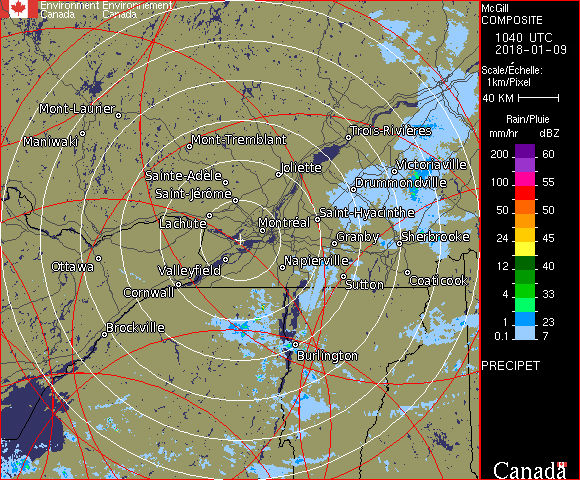 Environment Environnement
Canada Canada
McGill
COMPOSITE
1040 UTC
2018-01-09
Scale/Échelle:
1km/Pixel
40 KM
Rain/Pluie
mm/hr dBZ
200 60
150 57
100 55
50 50
24 45
12 40
4 33
1 23
0.1 7
PRECIPET
Canada
Mont-Laurier
Maniwaki
Mont-Tremblant
Trois-Rivières
Victoriaville
Joliette
Sainte-Adèle
Drummondville
Saint-Jérôme
Lachute
Saint-Hyacinthe
Montréal
Granby
Sherbrooke
Ottawa
Valleyfield
Napierville
Coaticook
Sutton
Cornwall
Brockville
Burlington